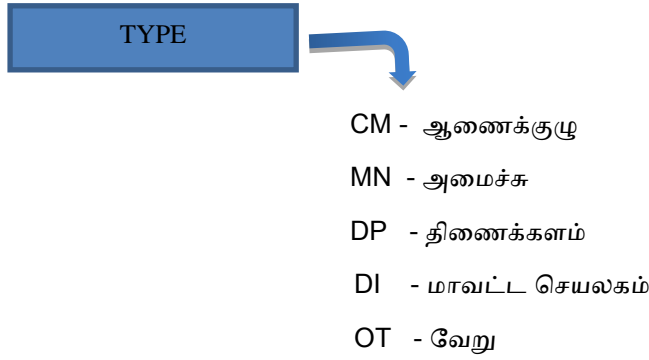 TYPE
CM - ஆணைக்குழு
MN - அமைச்சு
DP - திணைக்களம்
DI - மாவட்ட செயலகம்
OT - வேறு